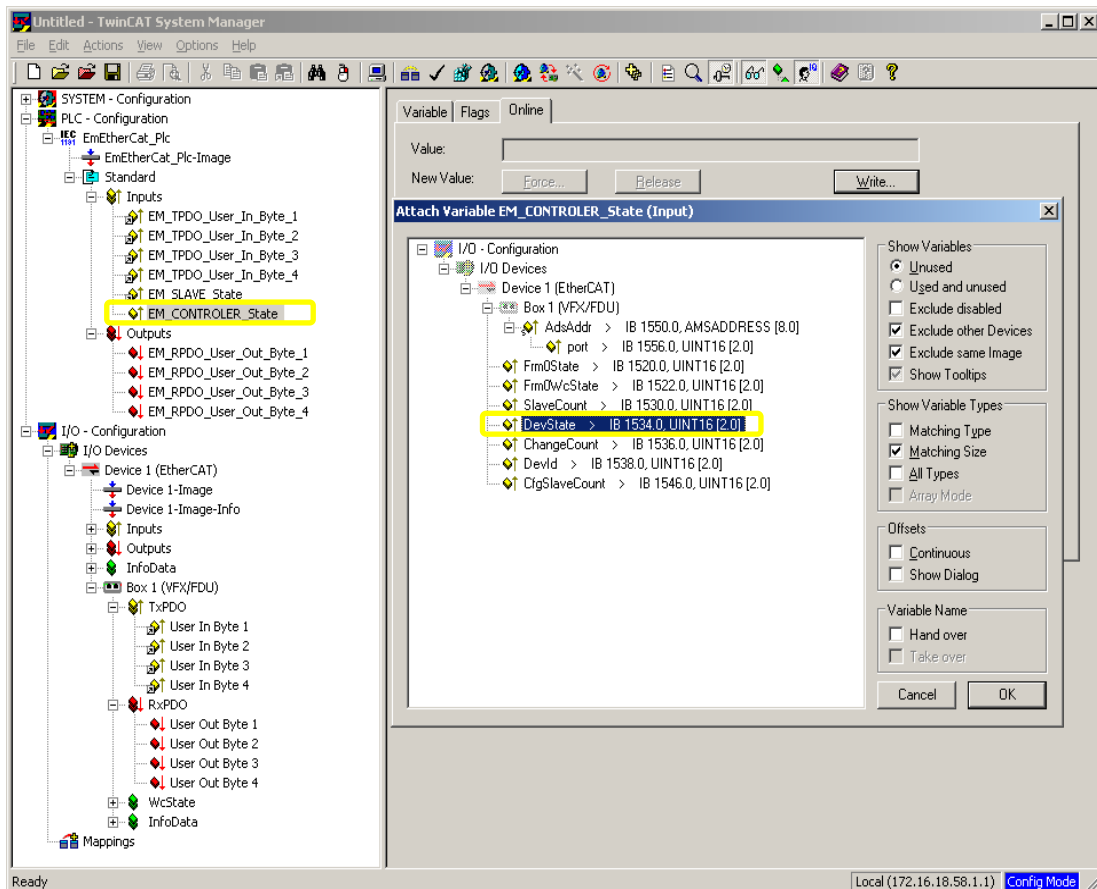 Untitled - TwinCAT System Manager
File Edit Actions View Options Help
SYSTEM - Configuration
PLC - Configuration
IEC 1131 EmEtherCat_Plc
EmEtherCat_Plc-Image
Standard
Inputs
EM_TPDO_User_In_Byte_1
EM_TPDO_User_In_Byte_2
EM_TPDO_User_In_Byte_3
EM_TPDO_User_In_Byte_4
EM_SLAVE_State
EM_CONTROLER_State
Outputs
EM_RPDO_User_Out_Byte_1
EM_RPDO_User_Out_Byte_2
EM_RPDO_User_Out_Byte_3
EM_RPDO_User_Out_Byte_4
I/O - Configuration
I/O Devices
Device 1 (EtherCAT)
Device 1-Image
Device 1-Image-Info
Inputs
Outputs
InfoData
Box 1 (VFX/FDU)
TxPDO
User In Byte 1
User In Byte 2
User In Byte 3
User In Byte 4
RxPDO
User Out Byte 1
User Out Byte 2
User Out Byte 3
User Out Byte 4
WcState
InfoData
Mappings
Variable Flags Online
Value:
New Value: Force... Release Write...
Attach Variable EM_CONTROLER_State (Input)
I/O - Configuration
I/O Devices
Device 1 (EtherCAT)
Box 1 (VFX/FDU)
AdsAddr > IB 1550.0, AMSADDRESS [8.0]
port > IB 1556.0, UINT16 [2.0]
Frm0State > IB 1520.0, UINT16 [2.0]
Frm0WcState > IB 1522.0, UINT16 [2.0]
SlaveCount > IB 1530.0, UINT16 [2.0]
DevState > IB 1534.0, UINT16 [2.0]
ChangeCount > IB 1536.0, UINT16 [2.0]
DevId > IB 1538.0, UINT16 [2.0]
CfgSlaveCount > IB 1546.0, UINT16 [2.0]
Show Variables
Unused
Used and unused
Exclude disabled
Exclude other Devices
Exclude same Image
Show Tooltips
Show Variable Types
Matching Type
Matching Size
All Types
Array Mode
Offsets
Continuous
Show Dialog
Variable Name
Hand over
Take over
Cancel OK
Ready
Local (172.16.18.58.1.1) Config Mode